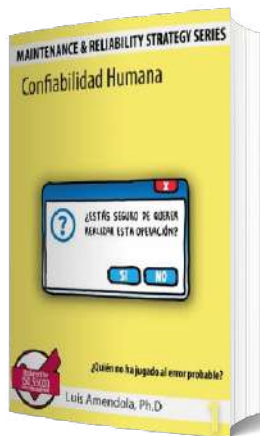 MAINTENANCE & RELIABILITY STRATEGY SERIES
Confiabilidad Humana
X
?
¿ESTÁS SEGURO DE QUERER
REALIZAR ESTA OPERACIÓN?
SI NO
¿Quién no ha jugado al error probable?
Luis Amendola, Ph.D